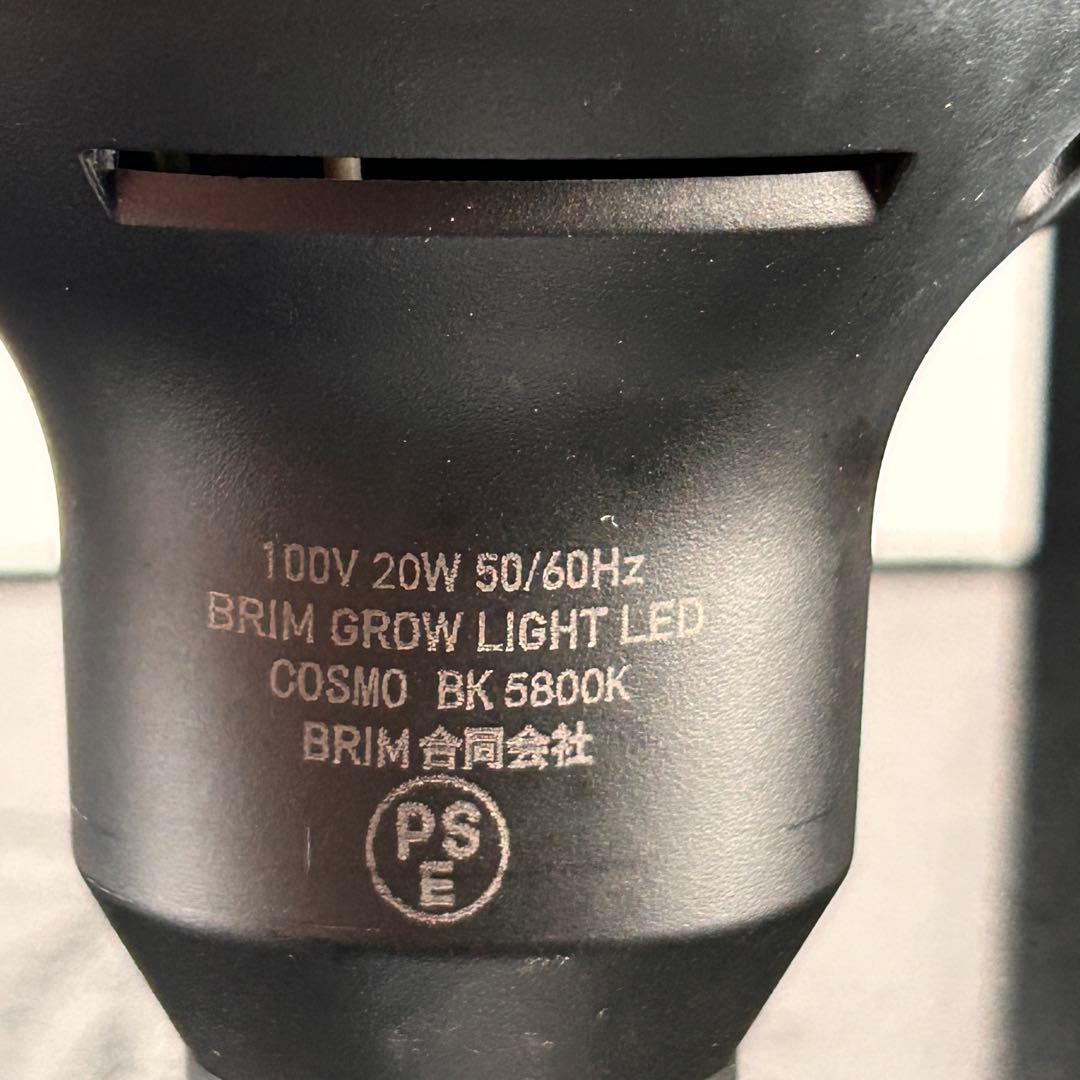 100V 20W 50/60Hz
BRIM GROW LIGHT LED
COSMO BK 5800K
BRIM合同会社
PS
E